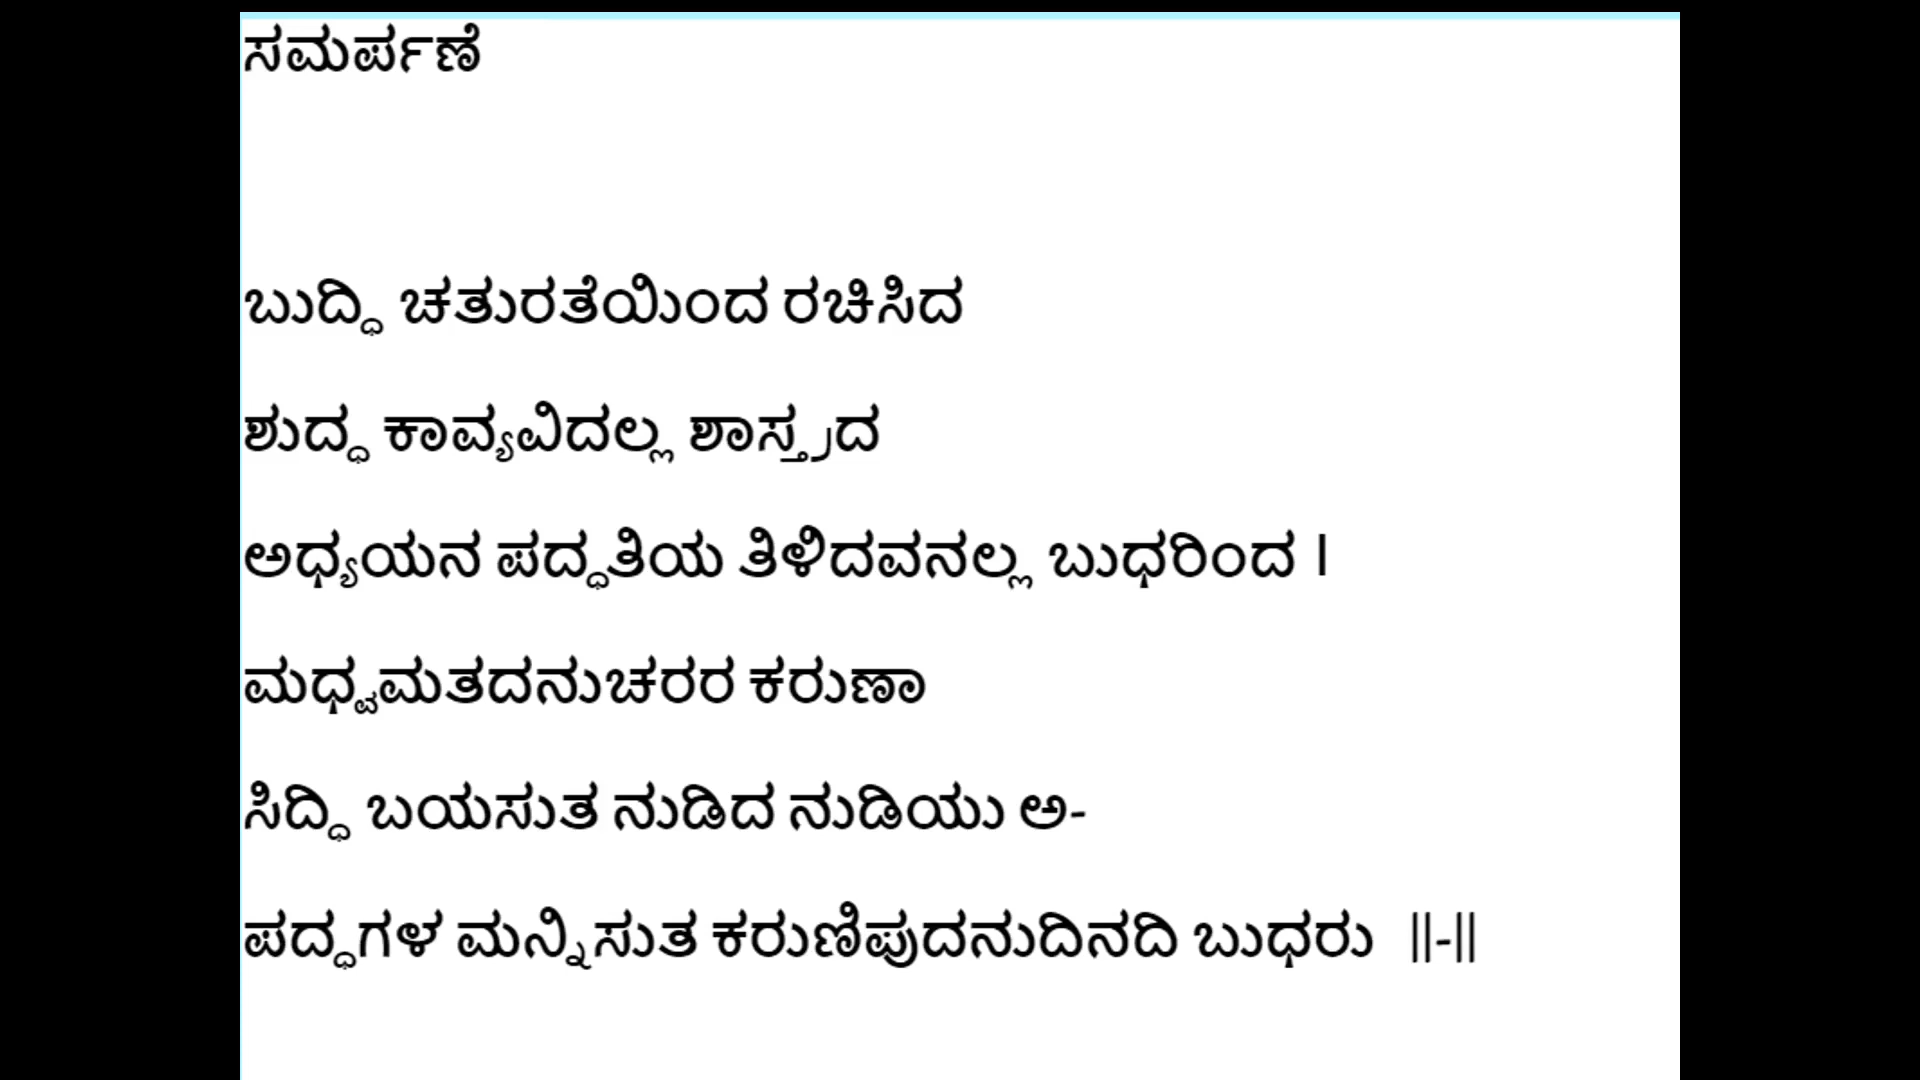 ಸಮರ್ಪಣೆ
ಬುದ್ಧಿ ಚತುರತೆಯಿಂದ ರಚಿಸಿದ
ಶುದ್ಧ ಕಾವ್ಯವಿದಲ್ಲ ಶಾಸ್ತ್ರದ
ಅಧ್ಯಯನ ಪದ್ಧತಿಯ ತಿಳಿದವನಲ್ಲ ಬುಧರಿಂದ ।
ಮಧ್ವಮತದನುಚರರ ಕರುಣಾ
ಸಿದ್ಧಿ ಬಯಸುತ ನುಡಿದ ನುಡಿಯು ಅ-
ಪದ್ಧಗಳ ಮನ್ನಿಸುತ ಕರುಣಿಪುದನುದಿನದಿ ಬುಧರು ||-||